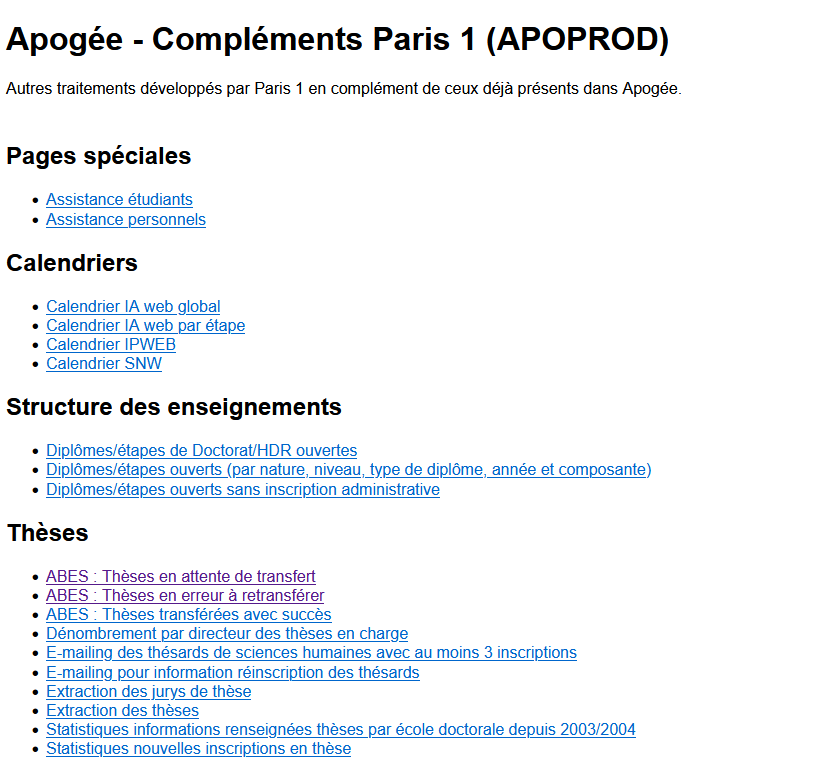 Apogée - Compléments Paris 1 (APOPROD)
Autres traitements développés par Paris 1 en complément de ceux déjà présents dans Apogée.
Pages spéciales
Assistance étudiants
Assistance personnels
Calendriers
Calendrier IA web global
Calendrier IA web par étape
Calendrier IPWEB
Calendrier SNW
Structure des enseignements
Diplômes/étapes de Doctorat/HDR ouvertes
Diplômes/étapes ouverts (par nature, niveau, type de diplôme, année et composante)
Diplômes/étapes ouverts sans inscription administrative
Thèses
ABES : Thèses en attente de transfert
ABES : Thèses en erreur à retransférer
ABES : Thèses transférées avec succès
Dénombrement par directeur des thèses en charge
E-mailing des thésards de sciences humaines avec au moins 3 inscriptions
E-mailing pour information réinscription des thésards
Extraction des jurys de thèse
Extraction des thèses
Statistiques informations renseignées thèses par école doctorale depuis 2003/2004
Statistiques nouvelles inscriptions en thèse